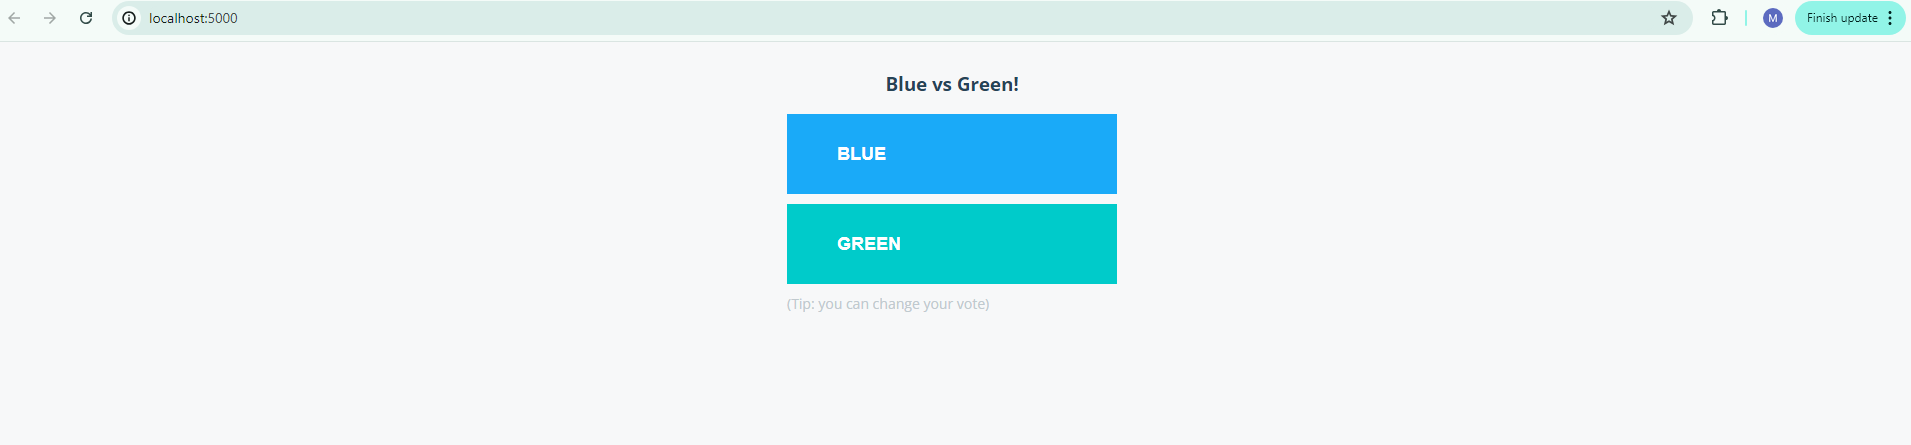 localhost:5000
M
Finish update
Blue vs Green!
BLUE
GREEN
(Tip: you can change your vote)